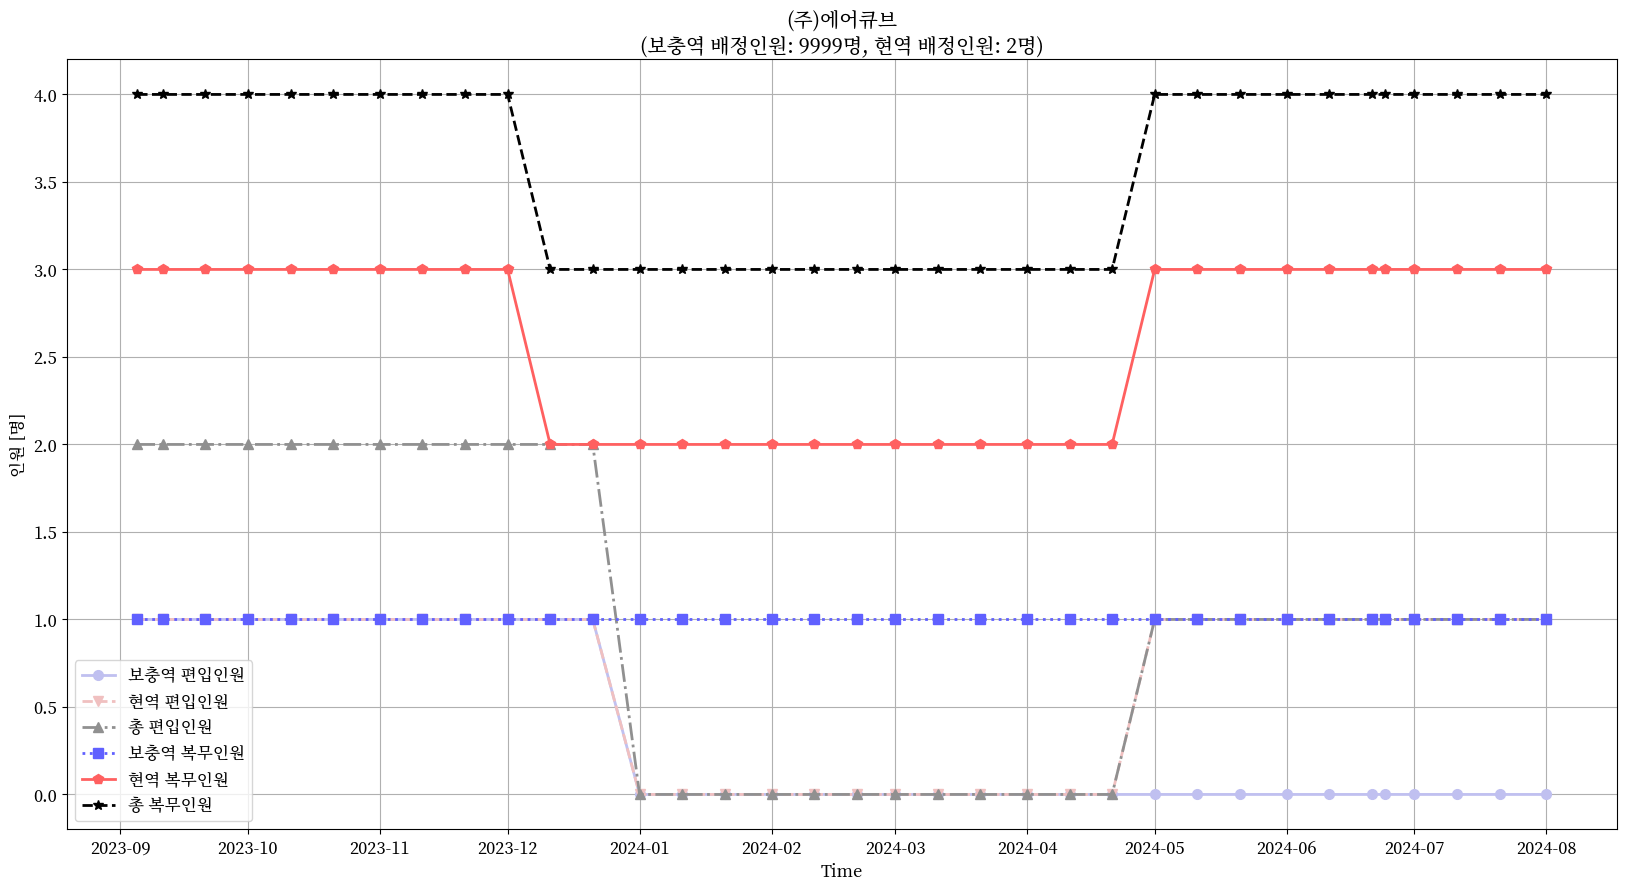 (주)에어큐브
(보충역 배정인원: 9999명, 현역 배정인원: 2명)
인원 [명]
4.0
3.5
3.0
2.5
2.0
1.5
1.0
0.5
0.0
보충역 편입인원
현역 편입인원
총 편입인원
보충역 복무인원
현역 복무인원
총 복무인원
2023-09 2023-10 2023-11 2023-12 2024-01 2024-02 2024-03 2024-04 2024-05 2024-06 2024-07 2024-08
Time